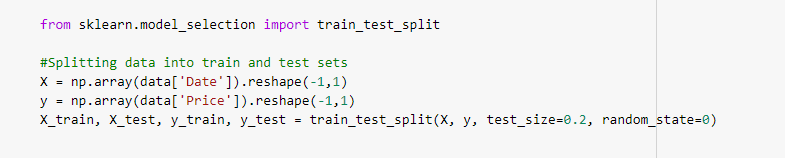 from sklearn.model_selection import train_test_split
#Splitting data into train and test sets
X = np.array(data['Date']).reshape(-1,1)
y = np.array(data['Price']).reshape(-1,1)
X_train, X_test, y_train, y_test = train_test_split(X, y, test_size=0.2, random_state=0)